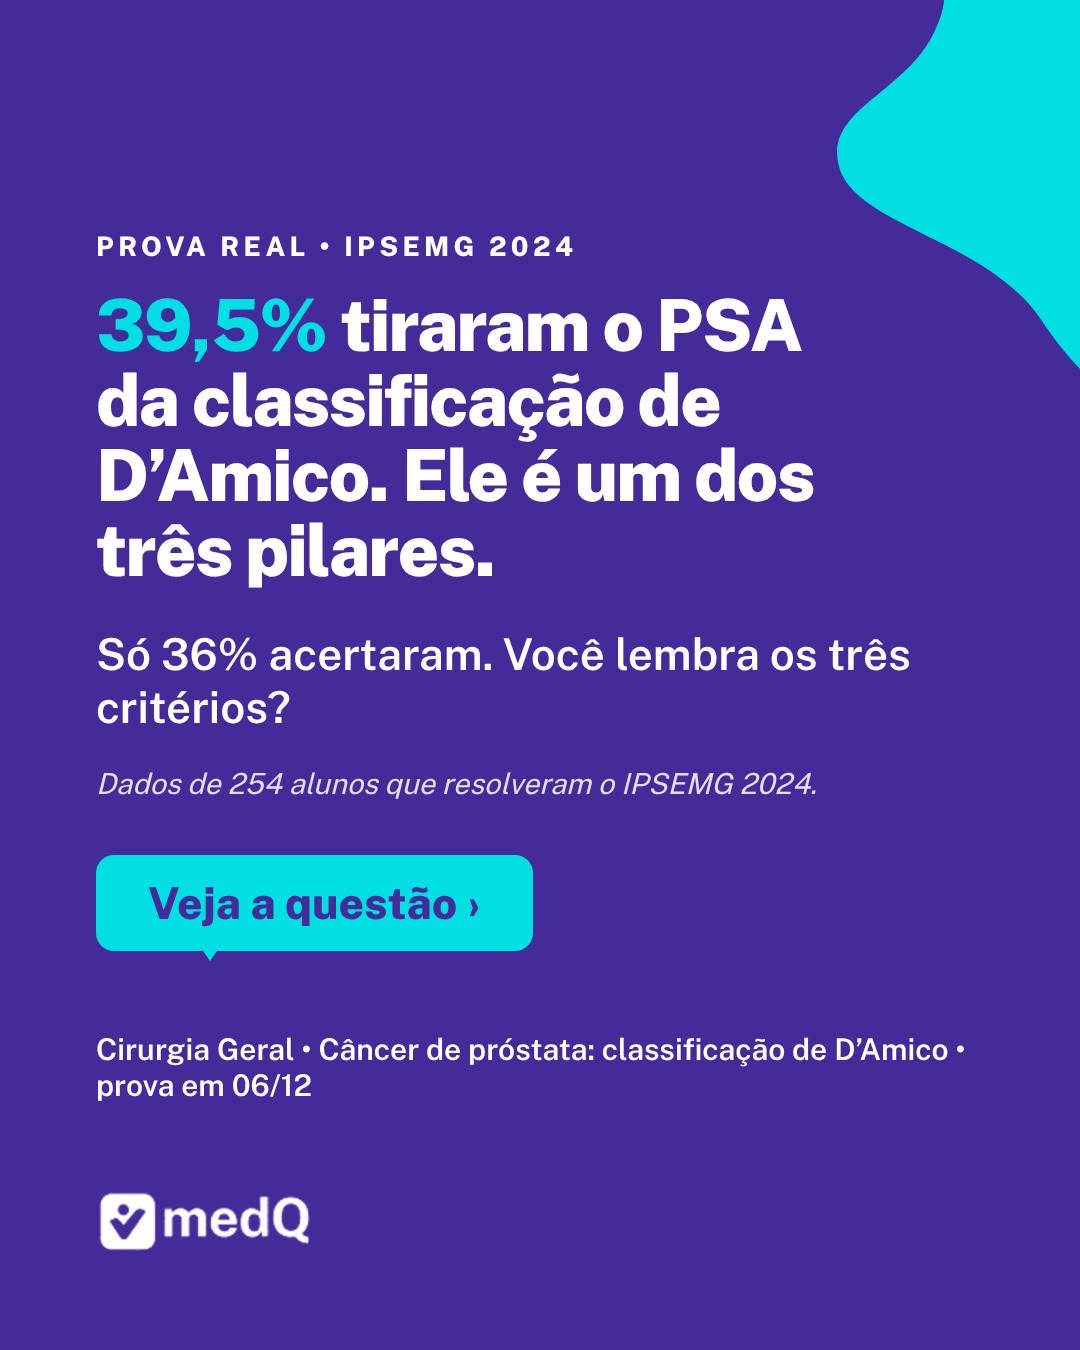 PROVA REAL • IPSEMG 2024
39,5% tiraram o PSA
da classificação de
D’Amico. Ele é um dos
três pilares.
Só 36% acertaram. Você lembra os três
critérios?
Dados de 254 alunos que resolveram o IPSEMG 2024.
Veja a questão ›
Cirurgia Geral • Câncer de próstata: classificação de D’Amico •
prova em 06/12
medQ